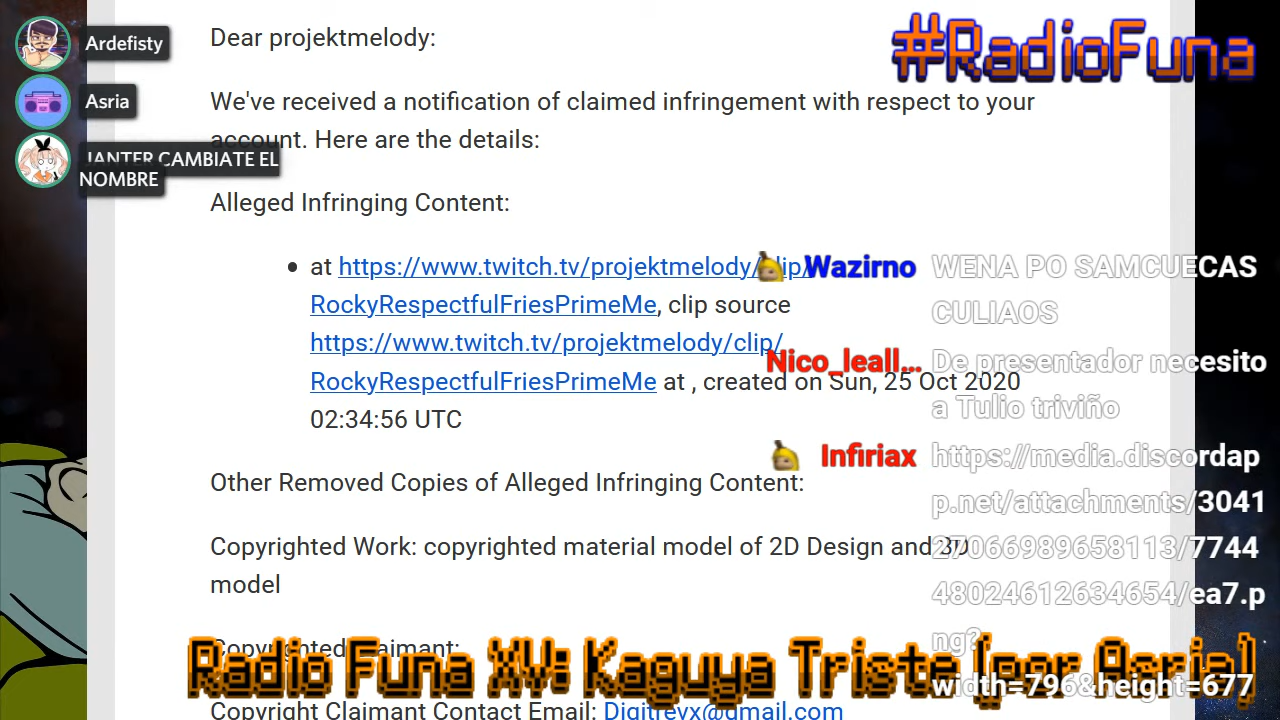 Ardefisty
Asria
JANTER CAMBIATE EL
NOMBRE
#RadioFuna
Dear projektmelody:
We've received a notification of claimed infringement with respect to your
account. Here are the details:
Alleged Infringing Content:
at https://www.twitch.tv/projektmelody/clip/
RockyRespectfulFriesPrimeMe, clip source
https://www.twitch.tv/projektmelody/clip/
RockyRespectfulFriesPrimeMe at , created on Sun, 25 Oct 2020
02:34:56 UTC
Other Removed Copies of Alleged Infringing Content:
Copyrighted Work: copyrighted material model of 2D Design and 3D
model
Copyrighted Claimant:
Copyright Claimant Contact Email: Digitrevx@gmail.com
Wazirno WENA PO SAMCUECAS
CULIAOS
Nico_leall... De presentador necesito
a Tulio triviño
Infiriax https://media.discordap
p.net/attachments/3041
27066989658113/7744
48024612634654/ea7.p
ng?
width=796&height=677
Radio Funa XV: Kaguya Triste (por Asria)